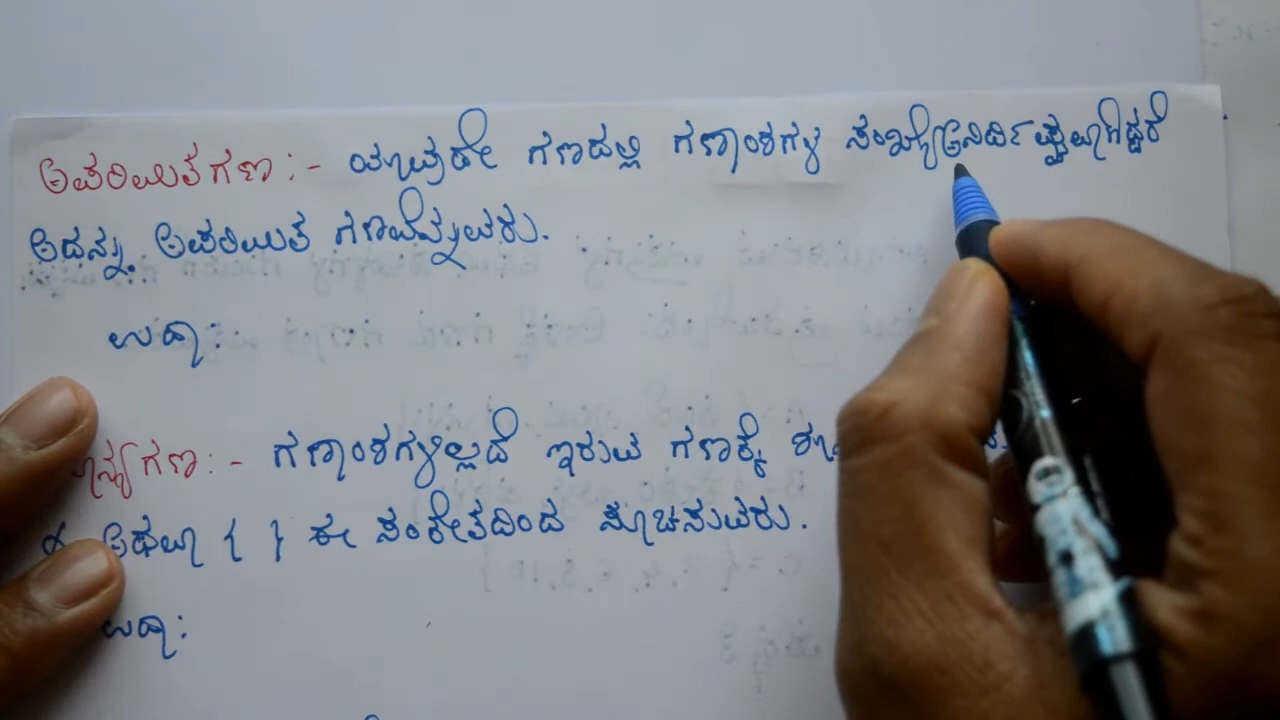 ಅಪರಿಮಿತ ಗಣ :- ಯಾವುದೇ ಗಣದಲ್ಲಿ ಗಣಾಂಶಗಳ ಸಂಖ್ಯೆ ಅನಿರ್ದಿಷ್ಟವಾಗಿದ್ದರೆ
ಅದನ್ನು ಅಪರಿಮಿತ ಗಣವೆನ್ನುವರು.
ಉದಾ:
ಗಣ :- ಗಣಾಂಶಗಳಿಲ್ಲದೆ ಇರುವ ಗಣಕ್ಕೆ
ಅಥವಾ { } ಈ ಸಂಕೇತದಿಂದ ಸೂಚಿಸುವರು.
ಉದಾ: